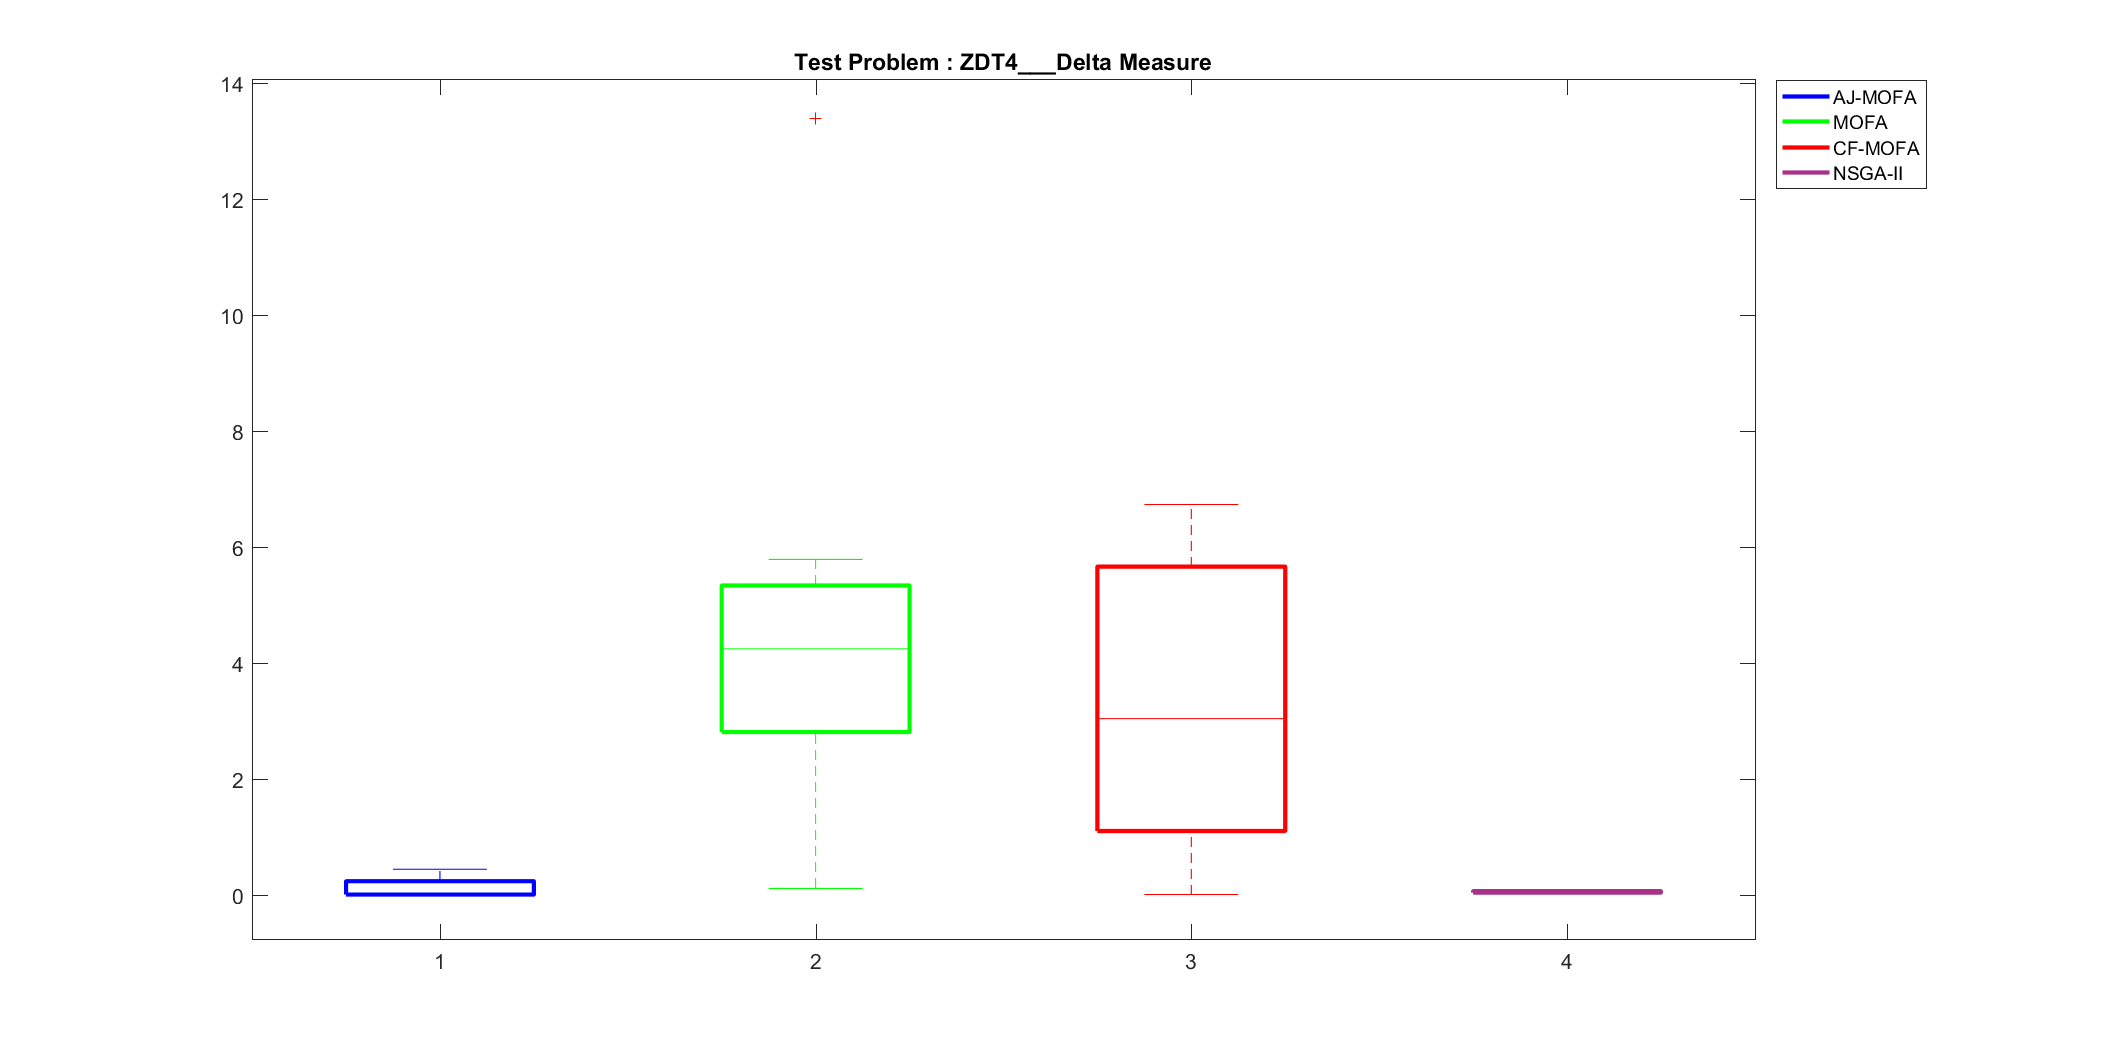 Test Problem : ZDT4___Delta Measure
14
12
10
8
6
4
2
0
1 2 3 4
AJ-MOFA
MOFA
CF-MOFA
NSGA-II